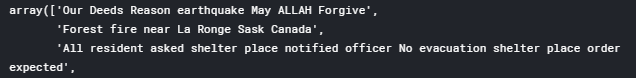 array(['Our Deeds Reason earthquake May ALLAH Forgive',
'Forest fire near La Ronge Sask Canada',
'All resident asked shelter place notified officer No evacuation shelter place order
expected',